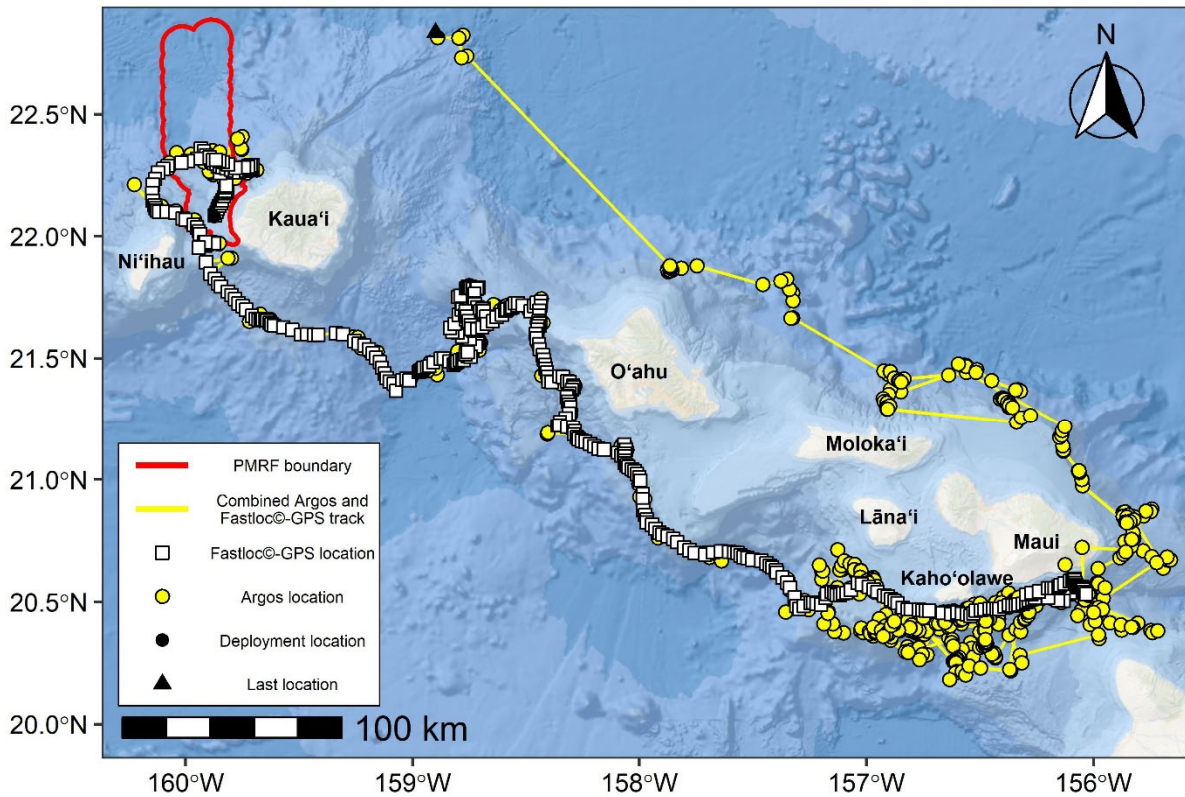 N
22.5°N
22.0°N
21.5°N
21.0°N
20.5°N
20.0°N
Kauaʻi
Niʻihau
Oʻahu
Molokaʻi
Lānaʻi
Maui
Kahoʻolawe
PMRF boundary
Combined Argos and
Fastloc©-GPS track
Fastloc©-GPS location
Argos location
Deployment location
Last location
100 km
160°W
159°W
158°W
157°W
156°W